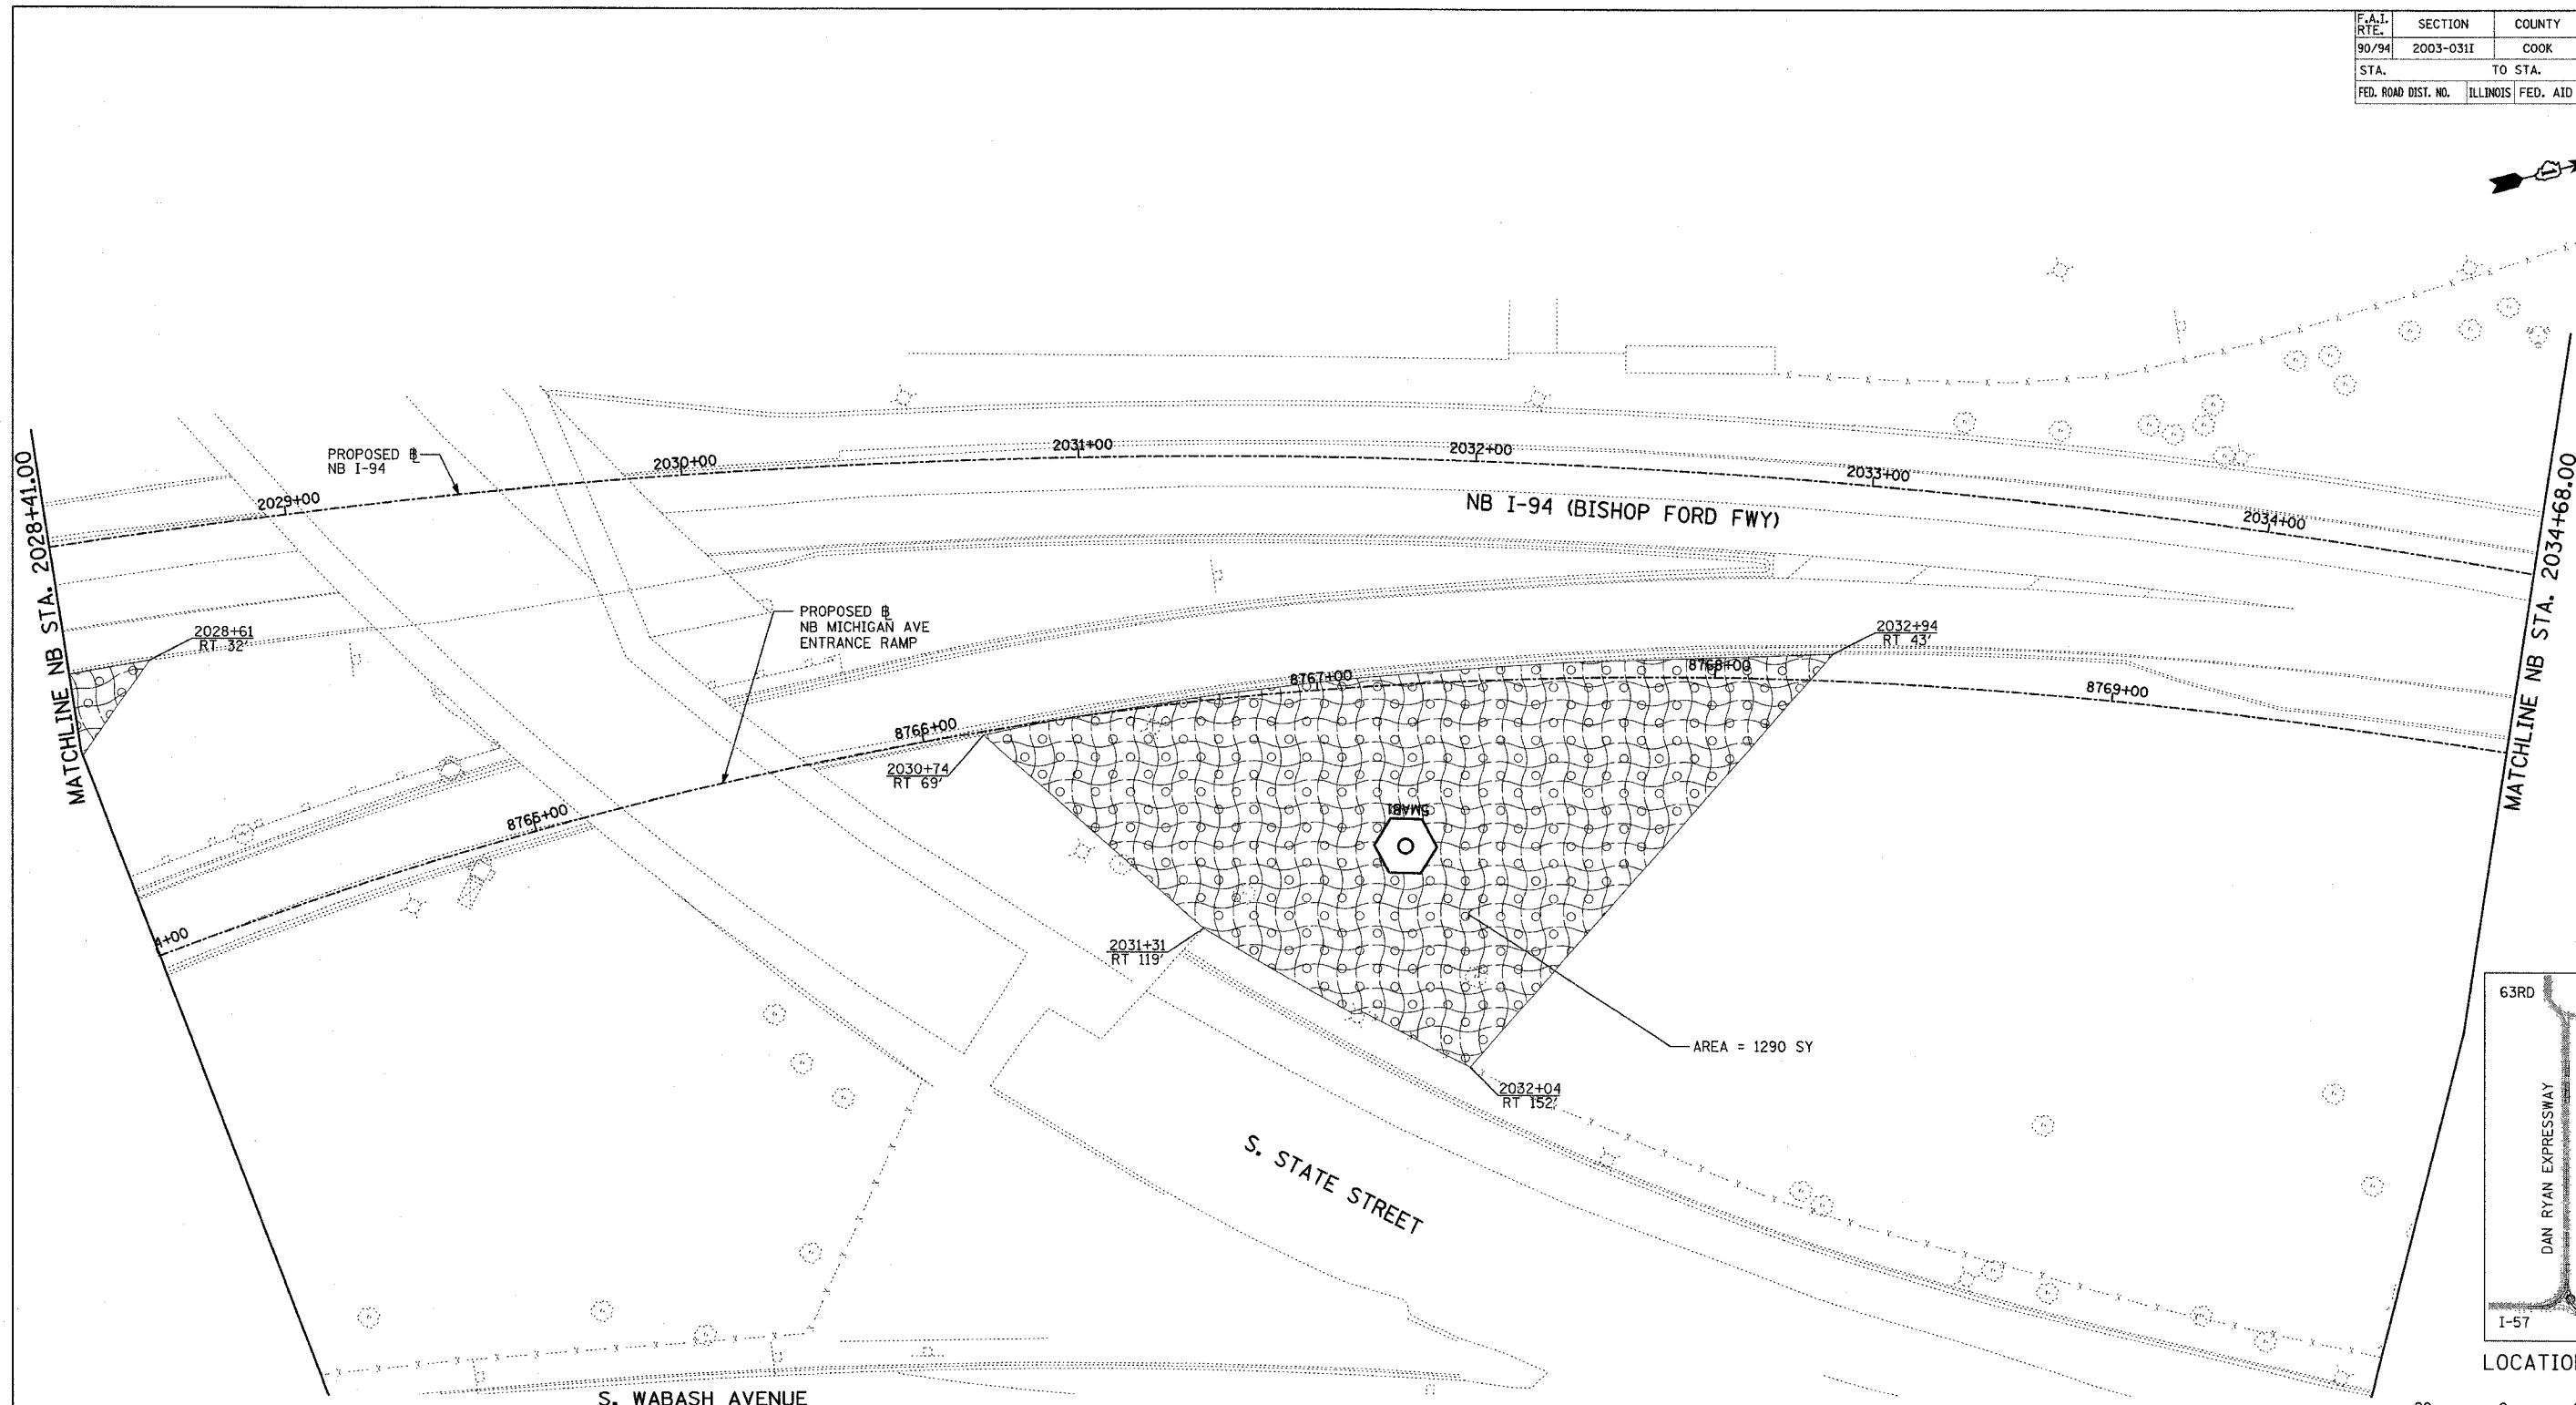 F.A.I. RTE. SECTION COUNTY
90/94 2003-031I COOK
STA. TO STA.
FED. ROAD DIST. NO. ILLINOIS FED. AID
MATCHLINE NB STA. 2028+41.00
PROPOSED
NB I-94
2029+00
2030+00
2031+00
2032+00
2033+00
2034+00
NB I-94 (BISHOP FORD FWY)
MATCHLINE NB STA. 2034+68.00
2028+61
RT 32'
PROPOSED
NB MICHIGAN AVE
ENTRANCE RAMP
2032+94
RT 43'
4+00
8765+00
8766+00
8767+00
8768+00
8769+00
2030+74
RT 69'
5MAB1
2031+31
RT 119'
AREA = 1290 SY
2032+04
RT 152'
S. STATE STREET
S. WABASH AVENUE
63RD
DAN RYAN EXPRESSWAY
I-57
LOCATION